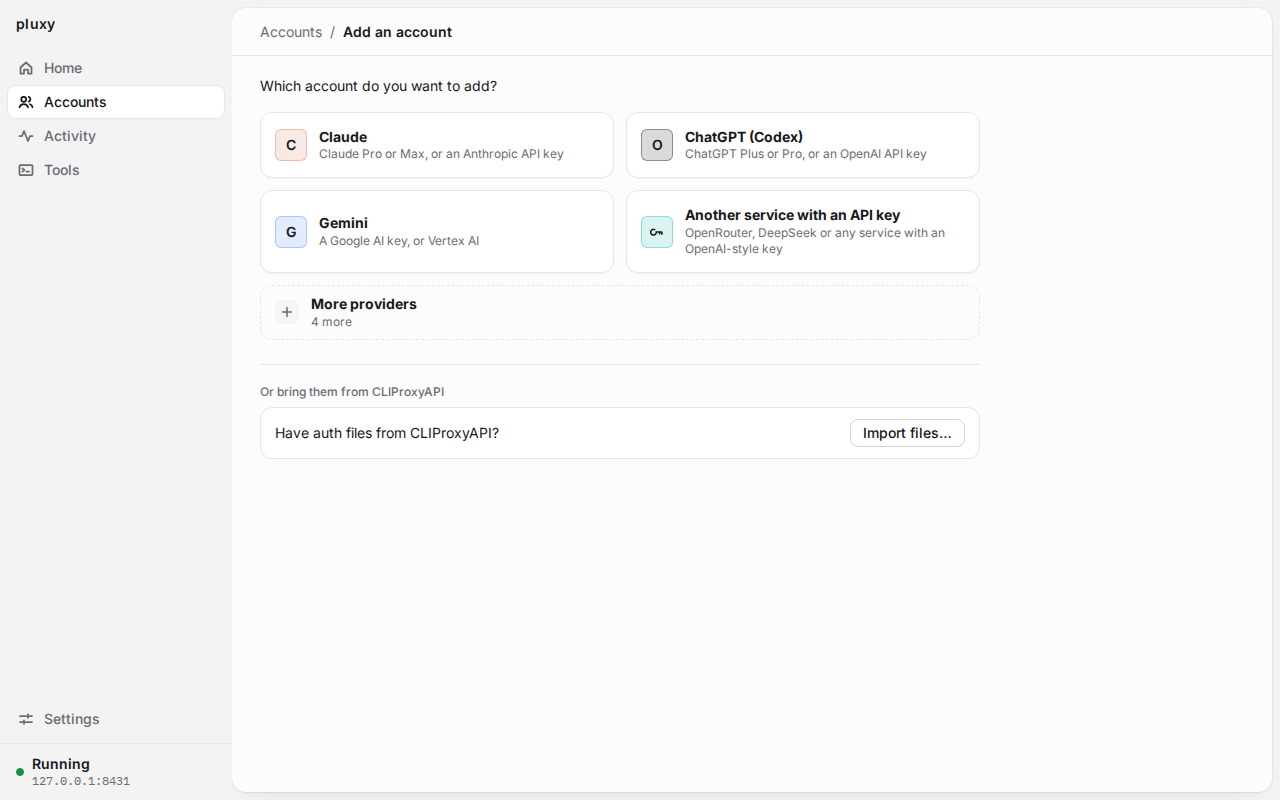 pluxy
Home
Accounts
Activity
Tools
Settings
Running
127.0.0.1:8431
Accounts / Add an account
Which account do you want to add?
C
Claude
Claude Pro or Max, or an Anthropic API key
O
ChatGPT (Codex)
ChatGPT Plus or Pro, or an OpenAI API key
G
Gemini
A Google AI key, or Vertex AI
Another service with an API key
OpenRouter, DeepSeek or any service with an
OpenAI-style key
More providers
4 more
Or bring them from CLIProxyAPI
Have auth files from CLIProxyAPI?
Import files...